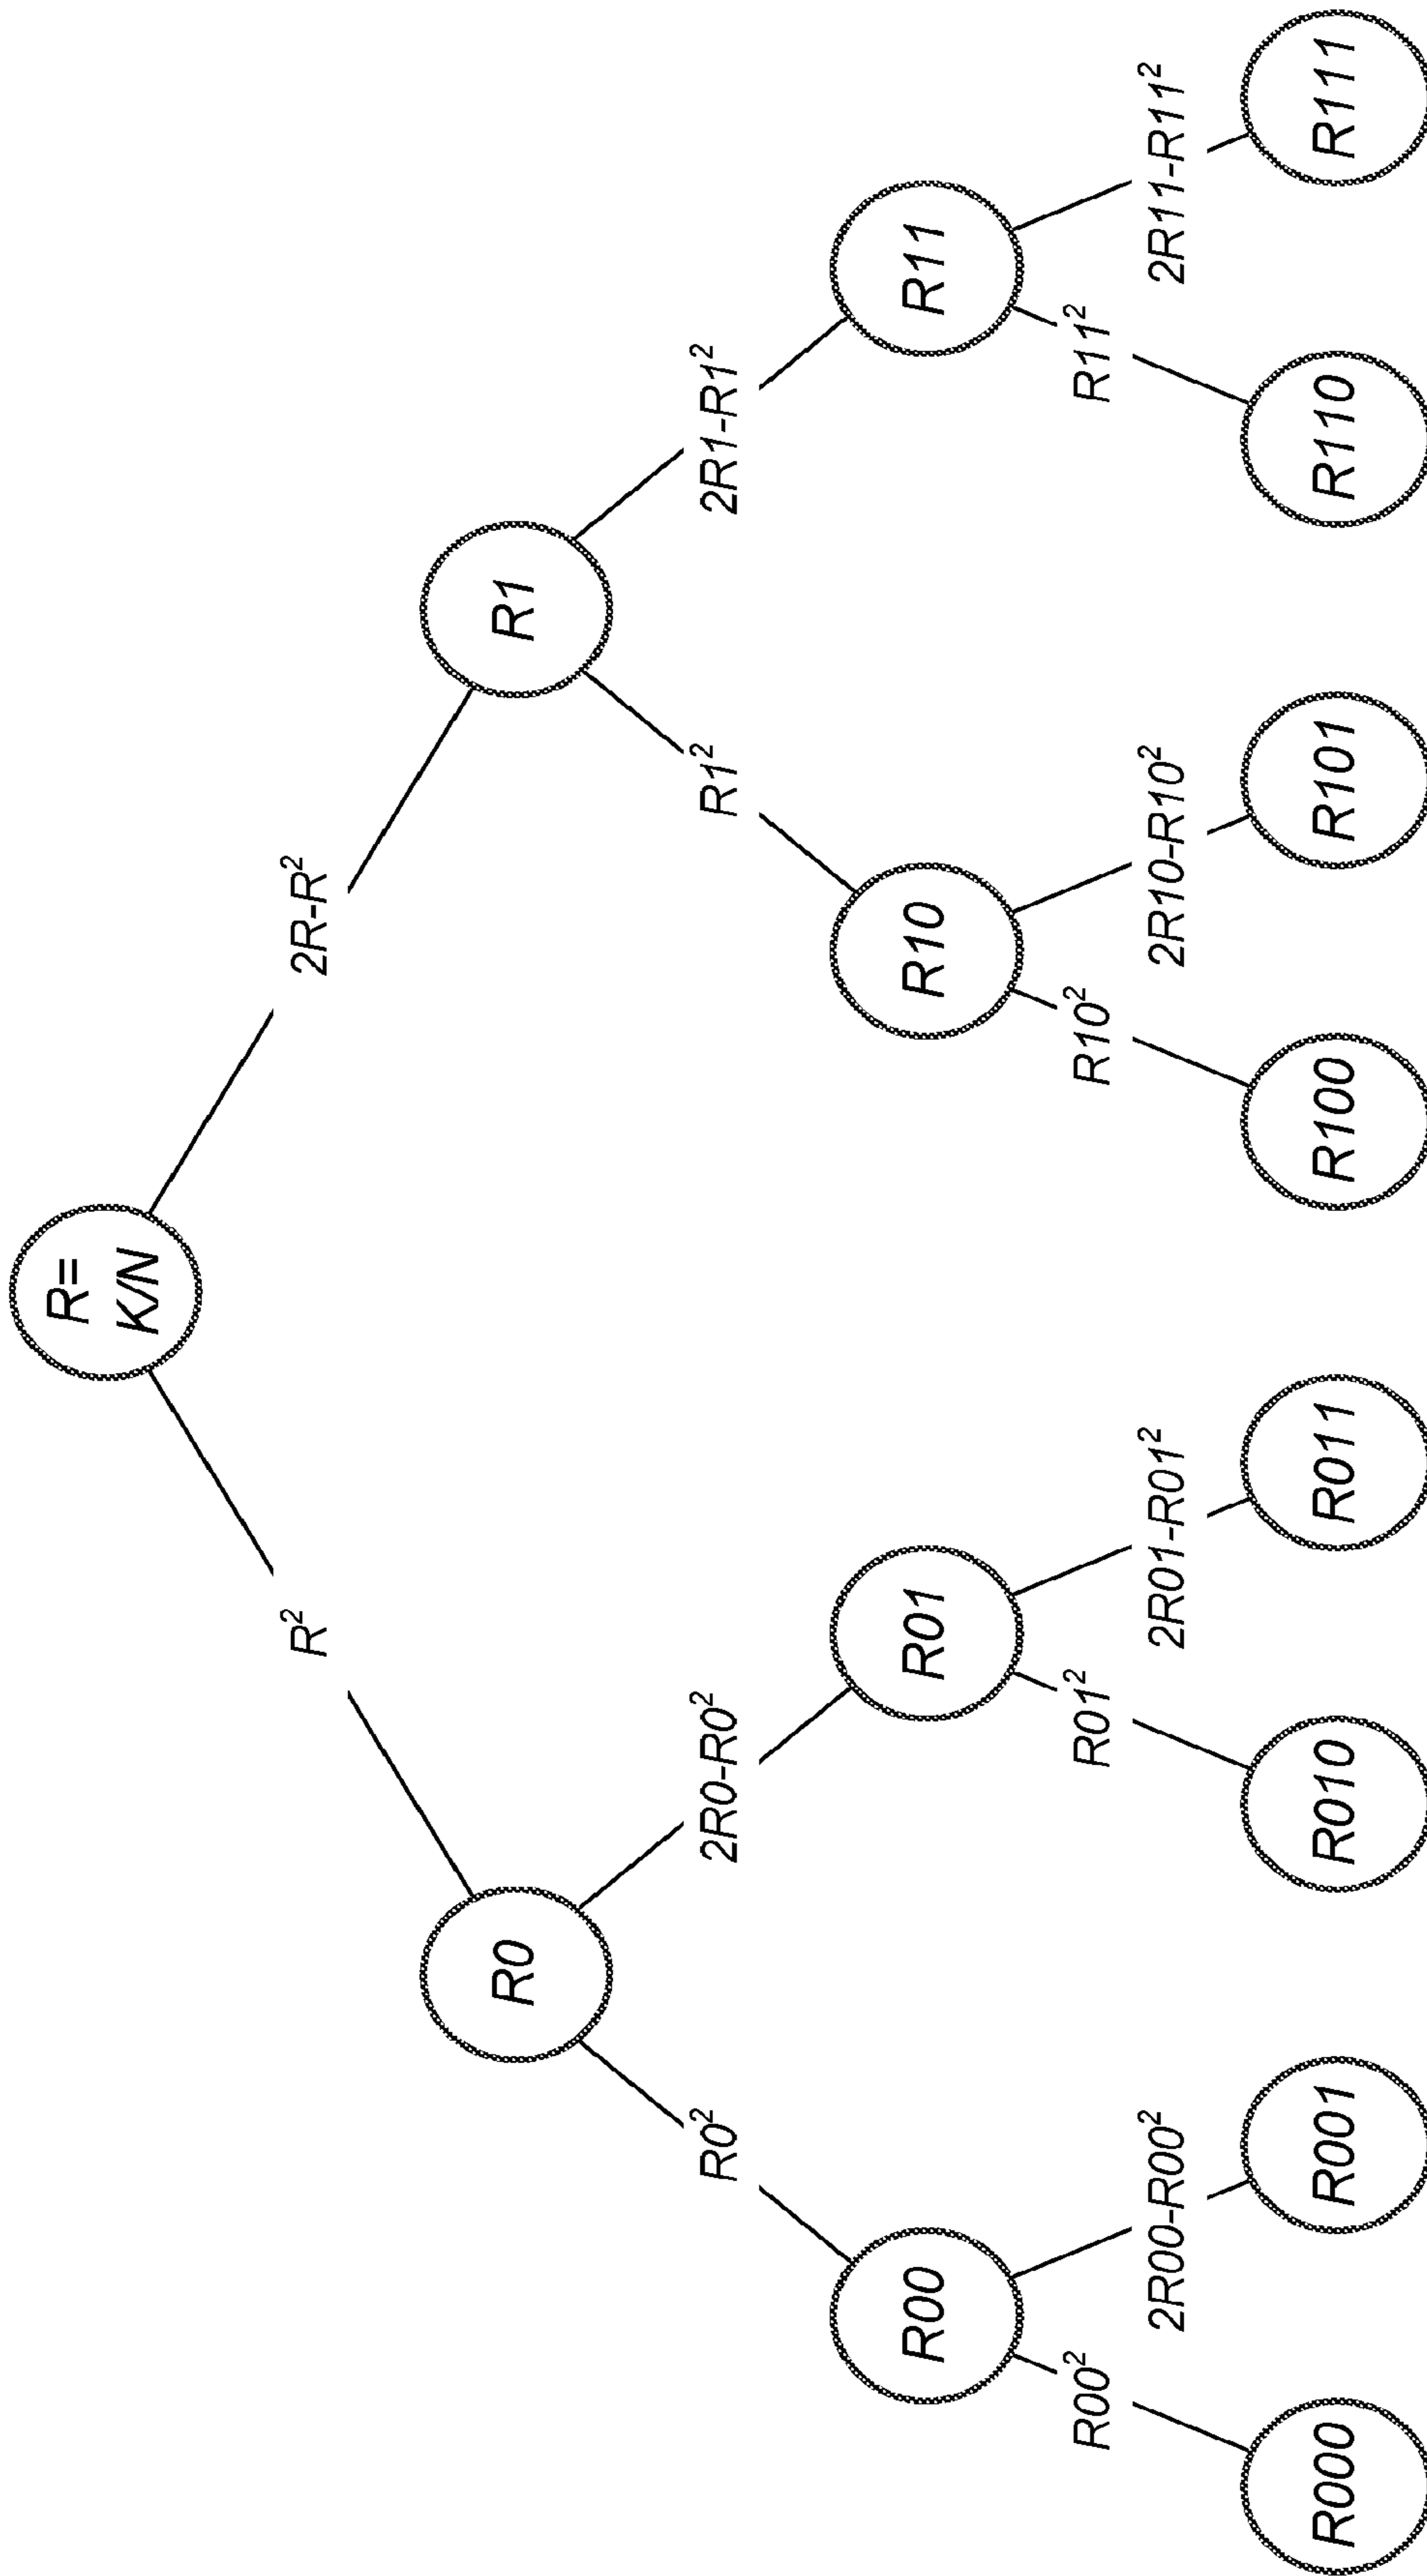 R=
K/N
R²
2R-R²
R0
R1
R0²
2R0-R0²
R1²
2R1-R1²
R00
R01
R10
R11
R00²
2R00-R00²
R01²
2R01-R01²
R10²
2R10-R10²
R11²
2R11-R11²
R000
R001
R010
R011
R100
R101
R110
R111